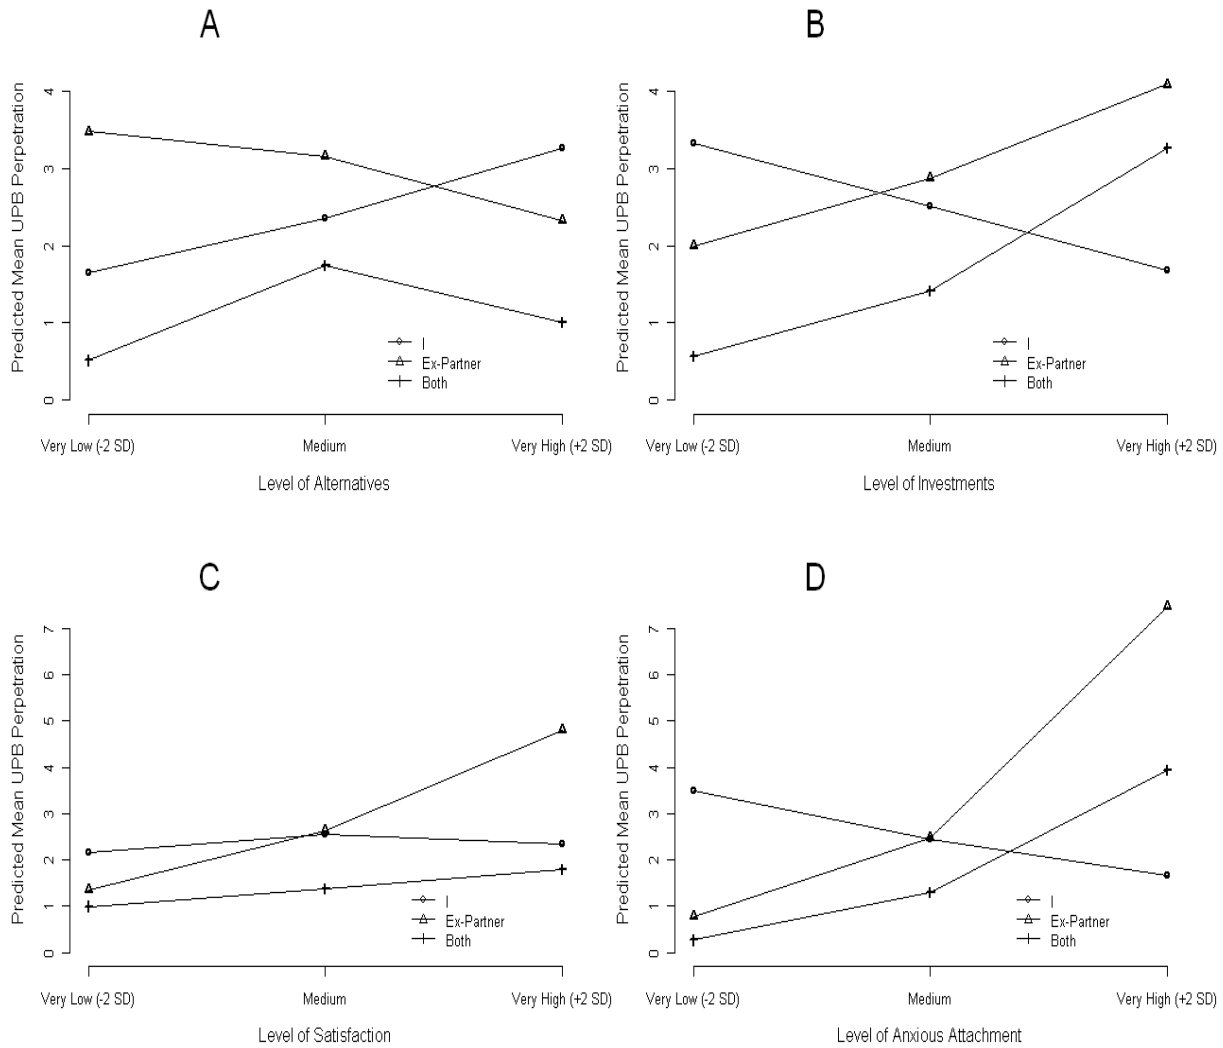 A
Predicted Mean UPB Perpetration
4
3
2
1
0
I
Ex-Partner
Both
Very Low (-2 SD) Medium Very High (+2 SD)
Level of Alternatives
B
Predicted Mean UPB Perpetration
4
3
2
1
0
I
Ex-Partner
Both
Very Low (-2 SD) Medium Very High (+2 SD)
Level of Investments
C
Predicted Mean UPB Perpetration
7
6
5
4
3
2
1
0
I
Ex-Partner
Both
Very Low (-2 SD) Medium Very High (+2 SD)
Level of Satisfaction
D
Predicted Mean UPB Perpetration
7
6
5
4
3
2
1
0
I
Ex-Partner
Both
Very Low (-2 SD) Medium Very High (+2 SD)
Level of Anxious Attachment